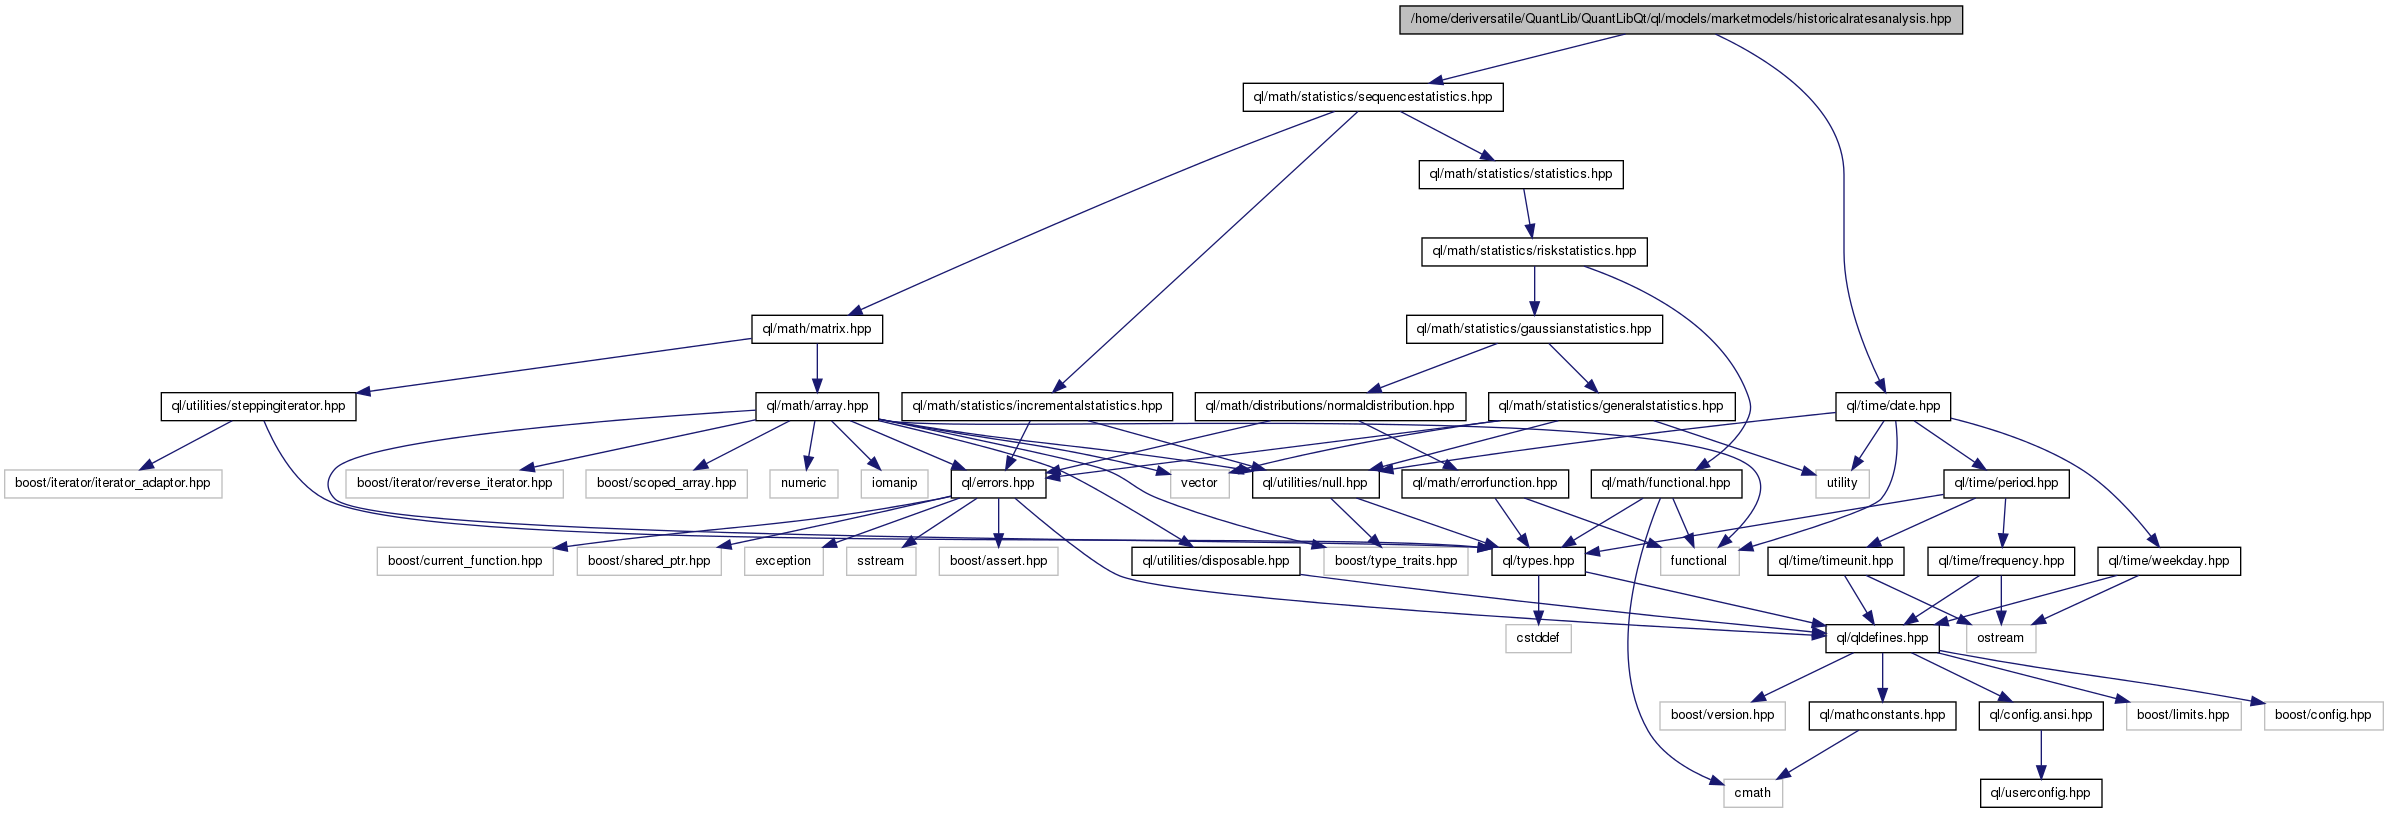 /home/deriversatile/QuantLib/QuantLibQt/ql/models/marketmodels/historicalratesanalysis.hpp
ql/math/statistics/sequencestatistics.hpp
ql/math/statistics/statistics.hpp
ql/math/statistics/riskstatistics.hpp
ql/math/matrix.hpp
ql/math/statistics/gaussianstatistics.hpp
ql/utilities/steppingiterator.hpp
ql/math/array.hpp
ql/math/statistics/incrementalstatistics.hpp
ql/math/distributions/normaldistribution.hpp
ql/math/statistics/generalstatistics.hpp
ql/time/date.hpp
boost/iterator/iterator_adaptor.hpp
boost/iterator/reverse_iterator.hpp
boost/scoped_array.hpp
numeric
iomanip
ql/errors.hpp
vector
ql/utilities/null.hpp
ql/math/errorfunction.hpp
ql/math/functional.hpp
utility
ql/time/period.hpp
boost/current_function.hpp
boost/shared_ptr.hpp
exception
sstream
boost/assert.hpp
ql/utilities/disposable.hpp
boost/type_traits.hpp
ql/types.hpp
functional
ql/time/timeunit.hpp
ql/time/frequency.hpp
ql/time/weekday.hpp
cstddef
ql/qldefines.hpp
ostream
boost/version.hpp
ql/mathconstants.hpp
ql/config.ansi.hpp
boost/limits.hpp
boost/config.hpp
cmath
ql/userconfig.hpp